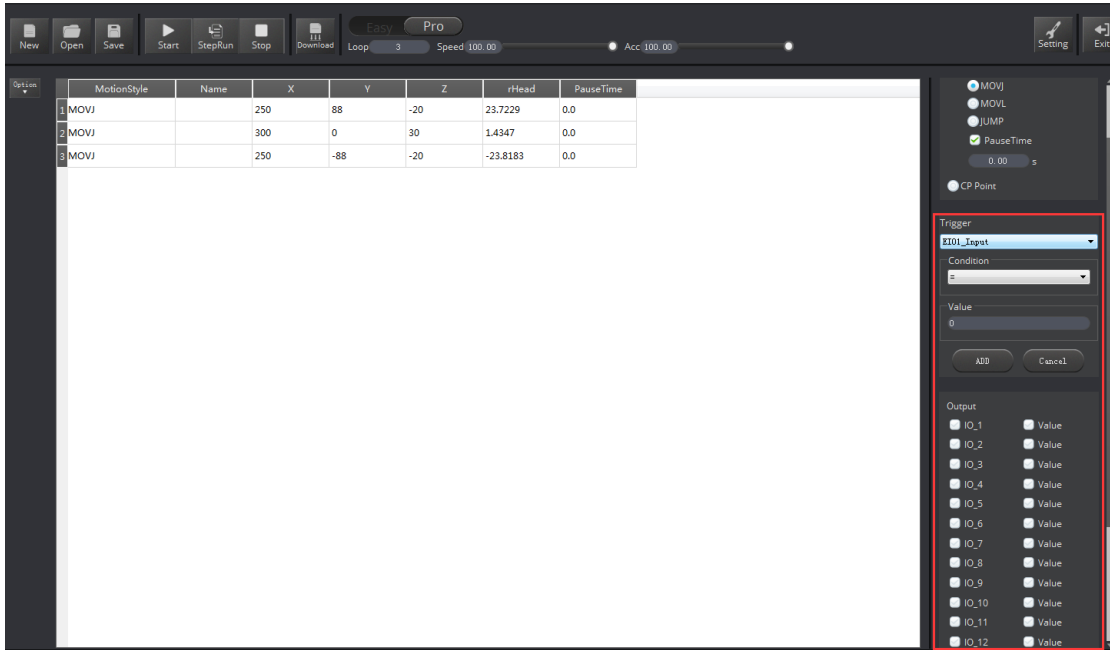 Easy Pro
New Open Save Start StepRun Stop Download Loop 3 Speed 100.00 Acc 100.00 Setting Exit
Option
MotionStyle Name X Y Z rHead PauseTime
1 MOVJ 250 88 -20 23.7229 0.0
2 MOVJ 300 0 30 1.4347 0.0
3 MOVJ 250 -88 -20 -23.8183 0.0
MOVJ
MOVL
JUMP
PauseTime
0.00 s
CP Point
Trigger
EIO1_Input
Condition
=
Value
0
ADD Cancel
Output
IO_1 Value
IO_2 Value
IO_3 Value
IO_4 Value
IO_5 Value
IO_6 Value
IO_7 Value
IO_8 Value
IO_9 Value
IO_10 Value
IO_11 Value
IO_12 Value